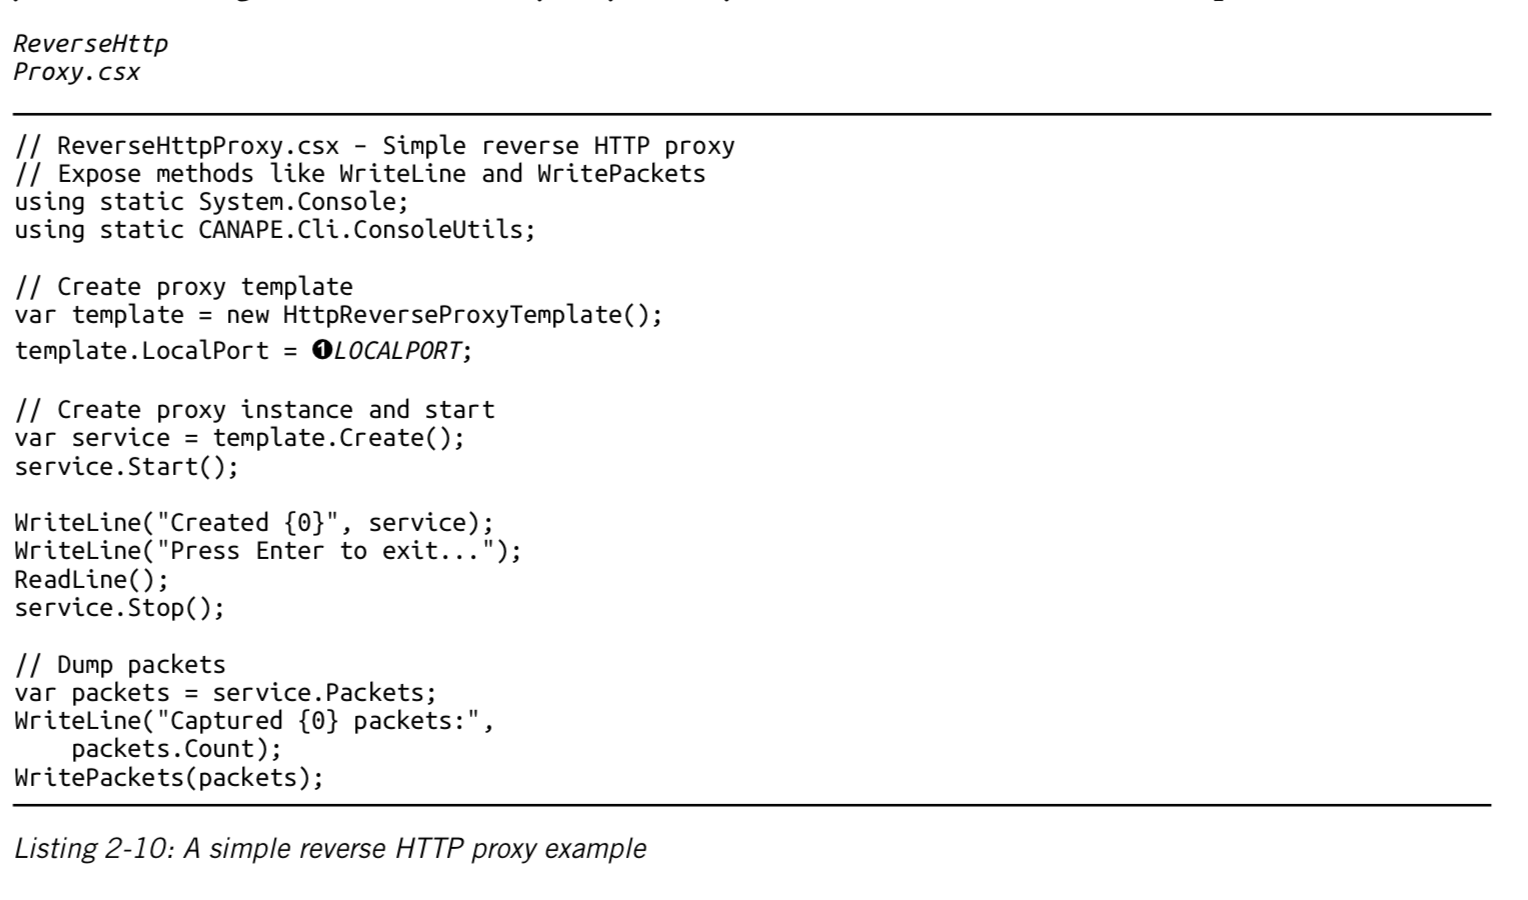 ReverseHttp
Proxy.csx
// ReverseHttpProxy.csx – Simple reverse HTTP proxy
// Expose methods like WriteLine and WritePackets
using static System.Console;
using static CANAPE.Cli.ConsoleUtils;
// Create proxy template
var template = new HttpReverseProxyTemplate();
template.LocalPort = ❶LOCALPORT;
// Create proxy instance and start
var service = template.Create();
service.Start();
WriteLine("Created {0}", service);
WriteLine("Press Enter to exit...");
ReadLine();
service.Stop();
// Dump packets
var packets = service.Packets;
WriteLine("Captured {0} packets:",
    packets.Count);
WritePackets(packets);
Listing 2-10: A simple reverse HTTP proxy example